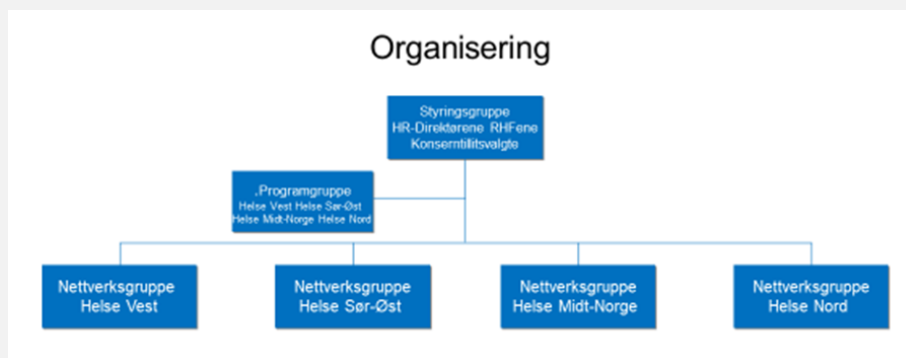 Organisering
Styringsgruppe
HR-Direktørene RHFene
Konserntillitsvalgte
.Programgruppe
Helse Vest Helse Sør-Øst
Helse Midt-Norge Helse Nord
Nettverksgruppe
Helse Vest
Nettverksgruppe
Helse Sør-Øst
Nettverksgruppe
Helse Midt-Norge
Nettverksgruppe
Helse Nord